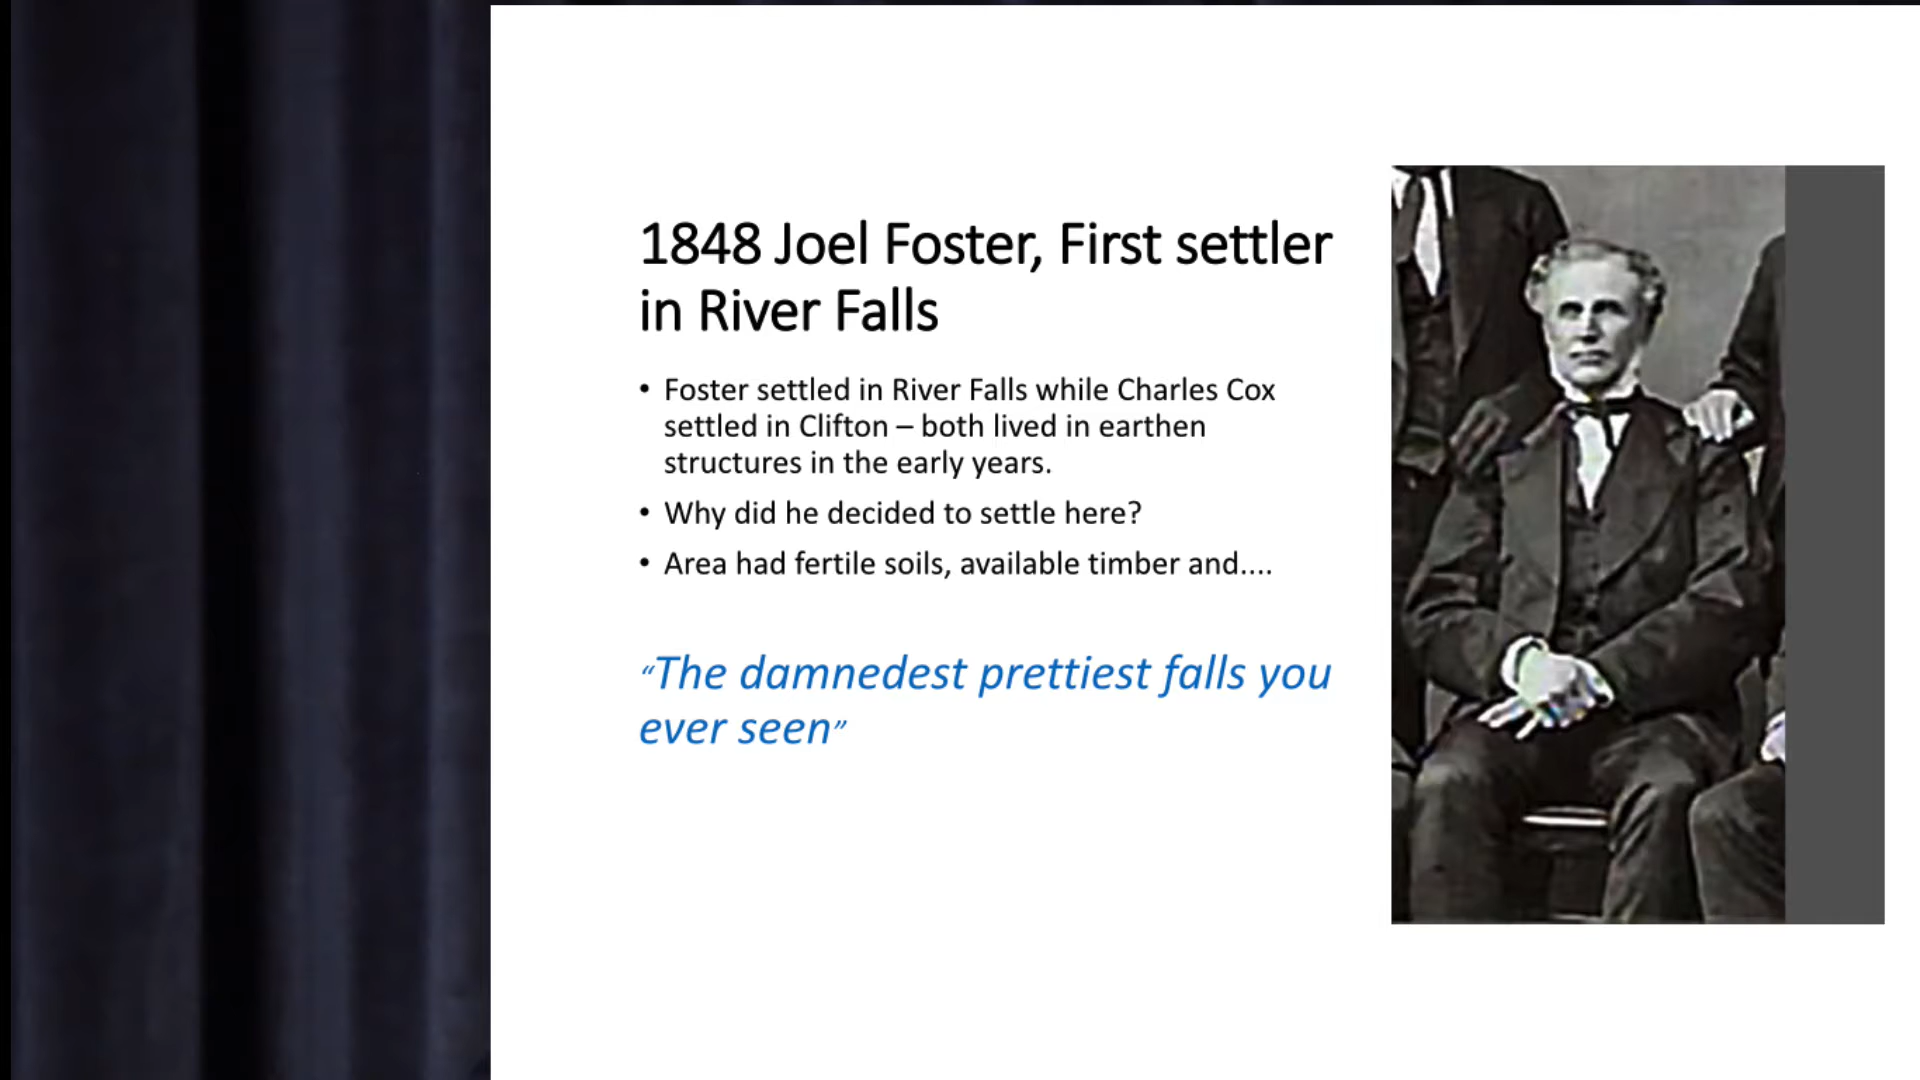 1848 Joel Foster, First settler
in River Falls
• Foster settled in River Falls while Charles Cox
settled in Clifton – both lived in earthen
structures in the early years.
• Why did he decided to settle here?
• Area had fertile soils, available timber and....
“The damnedest prettiest falls you
ever seen”